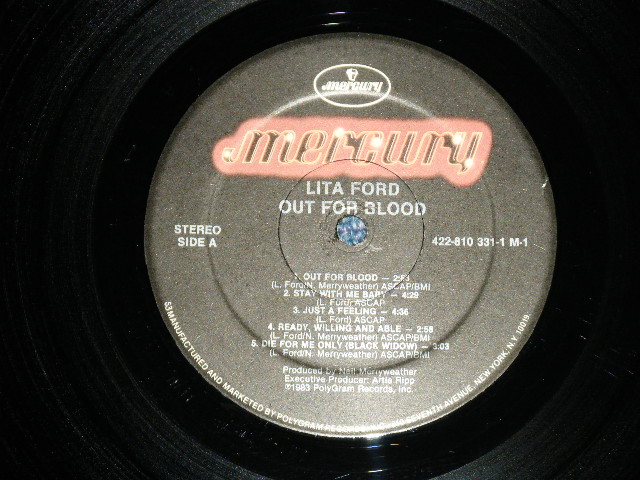 mercury
mercury
LITA FORD
OUT FOR BLOOD
STEREO
SIDE A
422-810 331-1 M-1
1. OUT FOR BLOOD —
(L. Ford/N. Merryweather) ASCAP/BMI
2. STAY WITH ME BABY — 4:29
(L. Ford) ASCAP
3. JUST A FEELING — 4:36
(L. Ford) ASCAP
4. READY, WILLING AND ABLE — 2:58
(L. Ford/N. Merryweather) ASCAP/BMI
5. DIE FOR ME ONLY (BLACK WIDOW) — 3:03
(L. Ford/N. Merryweather) ASCAP/BMI
Produced by Neil Merryweather
Executive Producer: Artie Ripp
©1983 PolyGram Records, Inc.
53 MANUFACTURED AND MARKETED BY POLYGRAM SEVENTH AVENUE, NEW YORK, N.Y. 10019